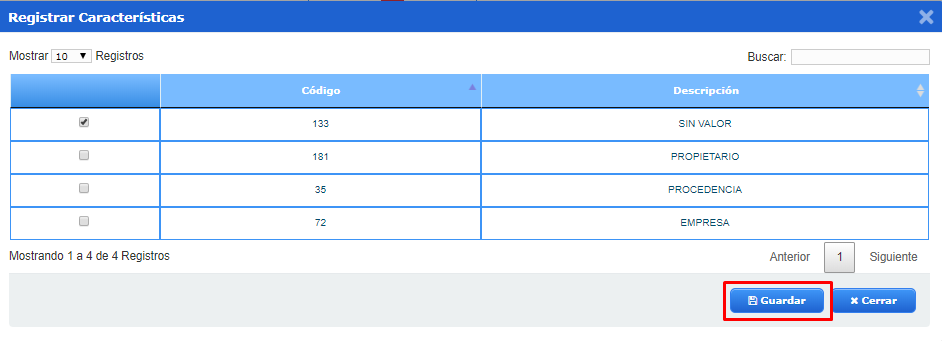 Registrar Características
Mostrar 10 Registros
Buscar:
Código Descripción
133 SIN VALOR
181 PROPIETARIO
35 PROCEDENCIA
72 EMPRESA
Mostrando 1 a 4 de 4 Registros
Anterior 1 Siguiente
Guardar Cerrar